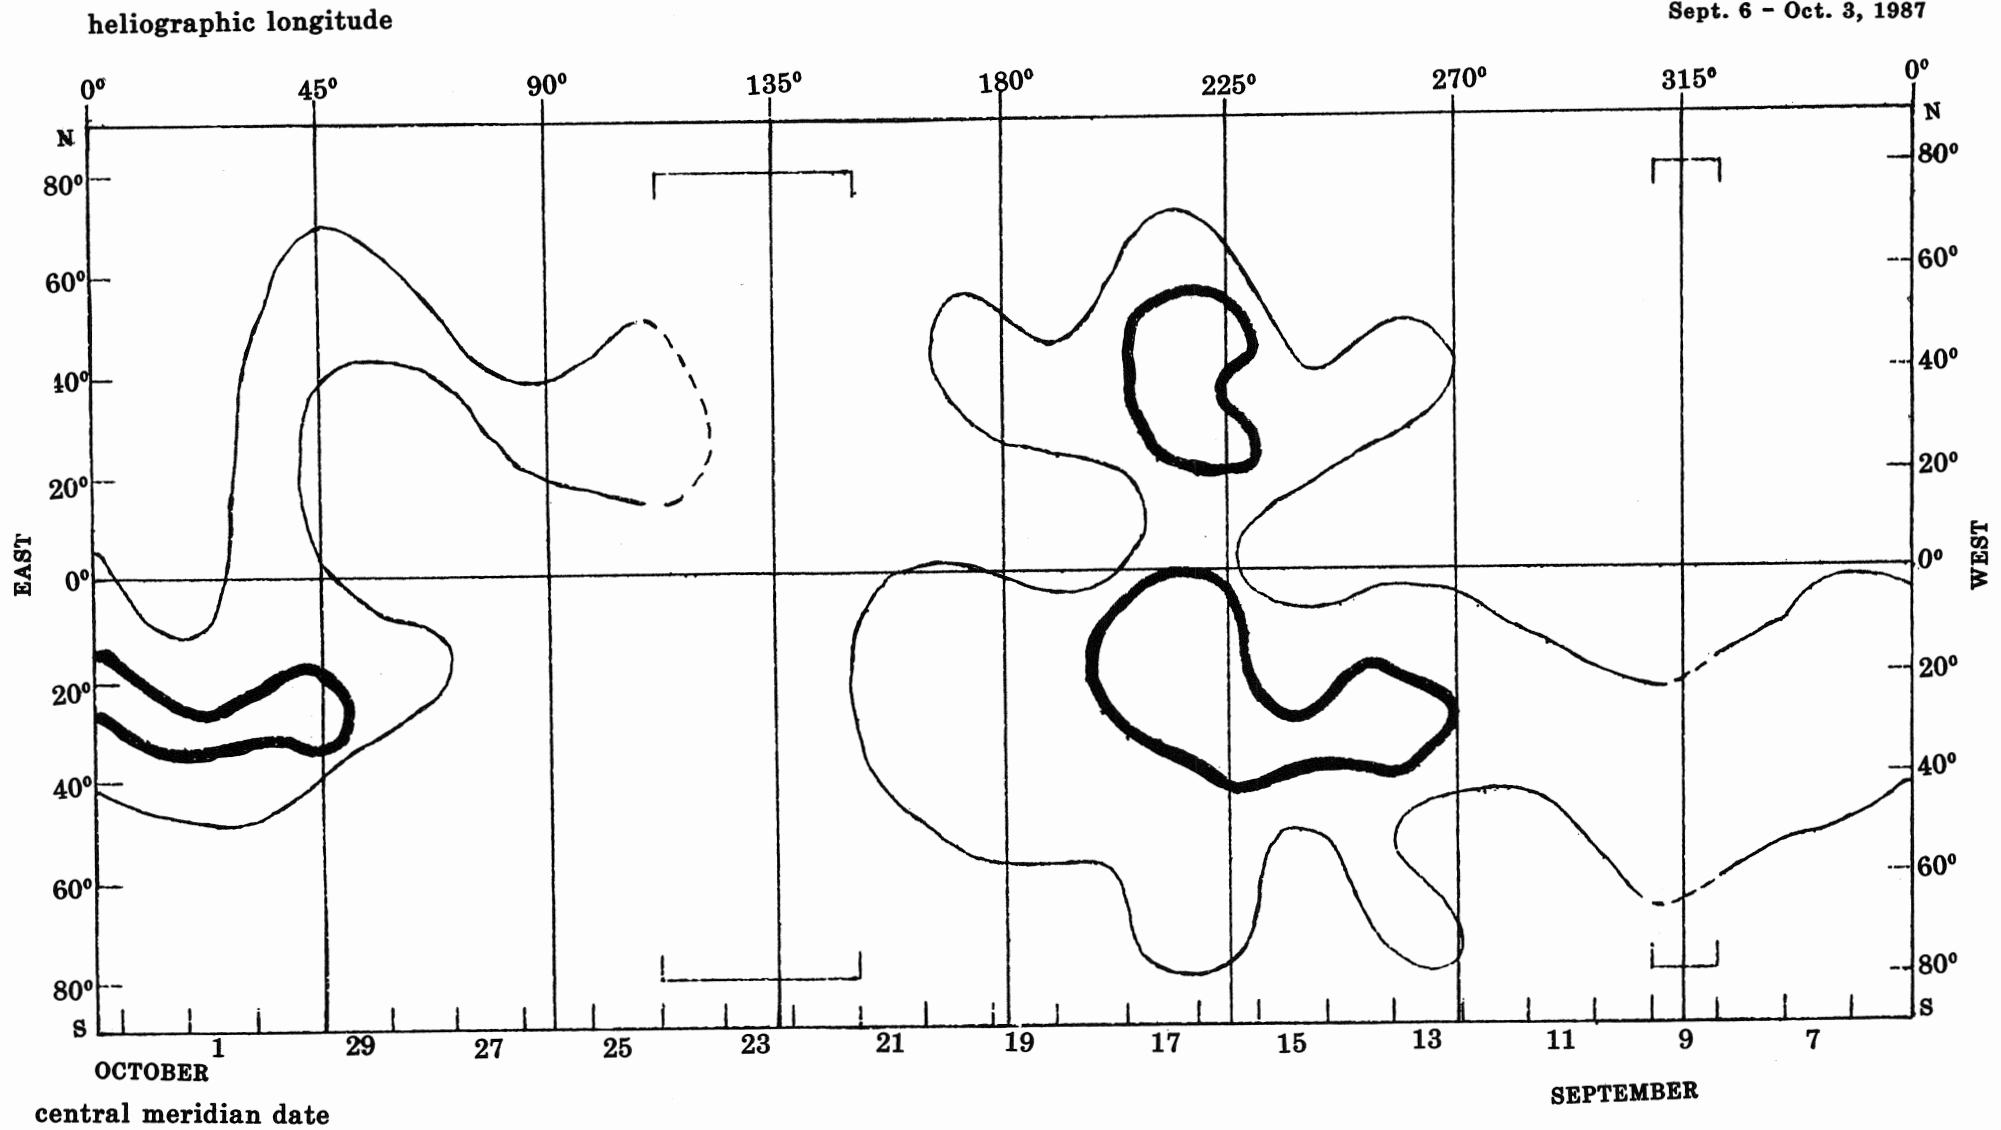 heliographic longitude
Sept. 6 - Oct. 3, 1987
0° 45° 90° 135° 180° 225° 270° 315° 0°
N N
80° 80°
60° 60°
40° 40°
20° 20°
EAST 0° 0° WEST
20° 20°
40° 40°
60° 60°
80° 80°
S S
1 29 27 25 23 21 19 17 15 13 11 9 7
OCTOBER SEPTEMBER
central meridian date